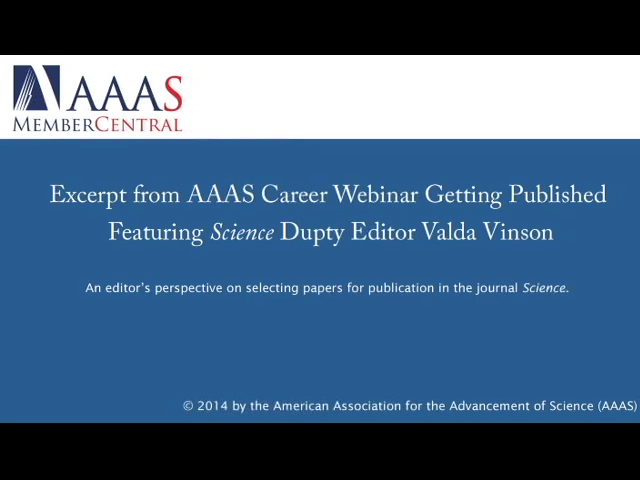 AAAS
MEMBERCENTRAL
Excerpt from AAAS Career Webinar Getting Published
Featuring Science Dupty Editor Valda Vinson
An editor's perspective on selecting papers for publication in the journal Science.
© 2014 by the American Association for the Advancement of Science (AAAS)